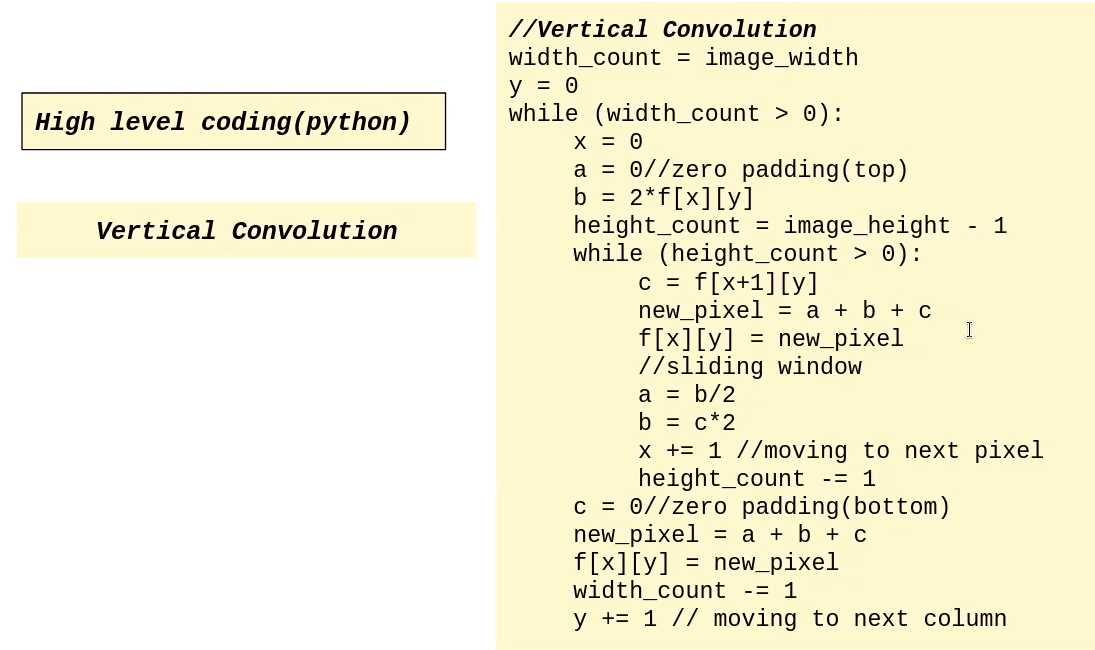 High level coding(python)
Vertical Convolution
//Vertical Convolution
width_count = image_width
y = 0
while (width_count > 0):
x = 0
a = 0//zero padding(top)
b = 2*f[x][y]
height_count = image_height - 1
while (height_count > 0):
c = f[x+1][y]
new_pixel = a + b + c
f[x][y] = new_pixel
//sliding window
a = b/2
b = c*2
x += 1 //moving to next pixel
height_count -= 1
c = 0//zero padding(bottom)
new_pixel = a + b + c
f[x][y] = new_pixel
width_count -= 1
y += 1 // moving to next column